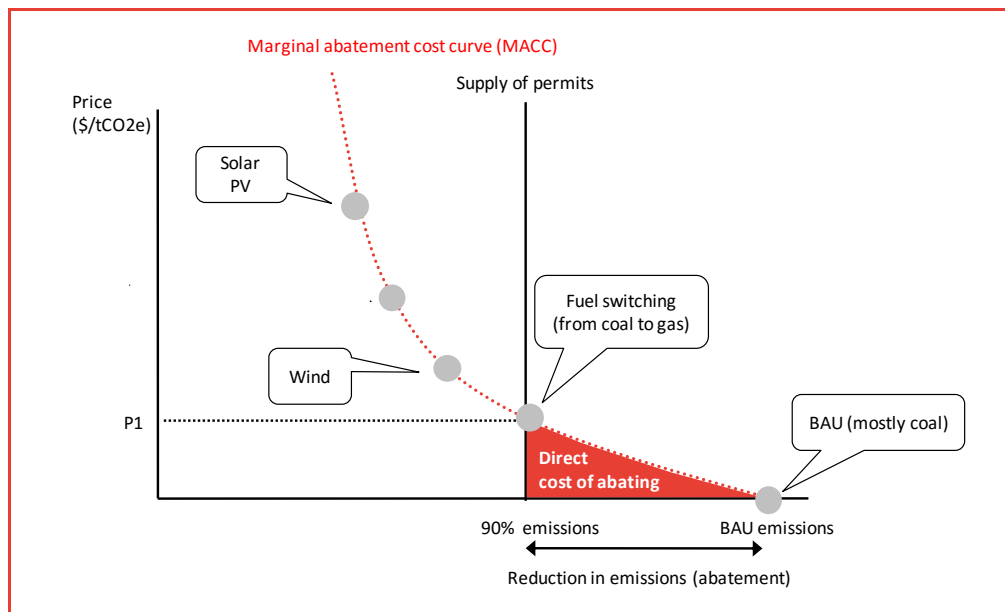 Marginal abatement cost curve (MACC)
Supply of permits
Price
($/tCO2e)
Solar
PV
Fuel switching
(from coal to gas)
Wind
P1
BAU (mostly coal)
Direct
cost of abating
90% emissions
BAU emissions
Reduction in emissions (abatement)